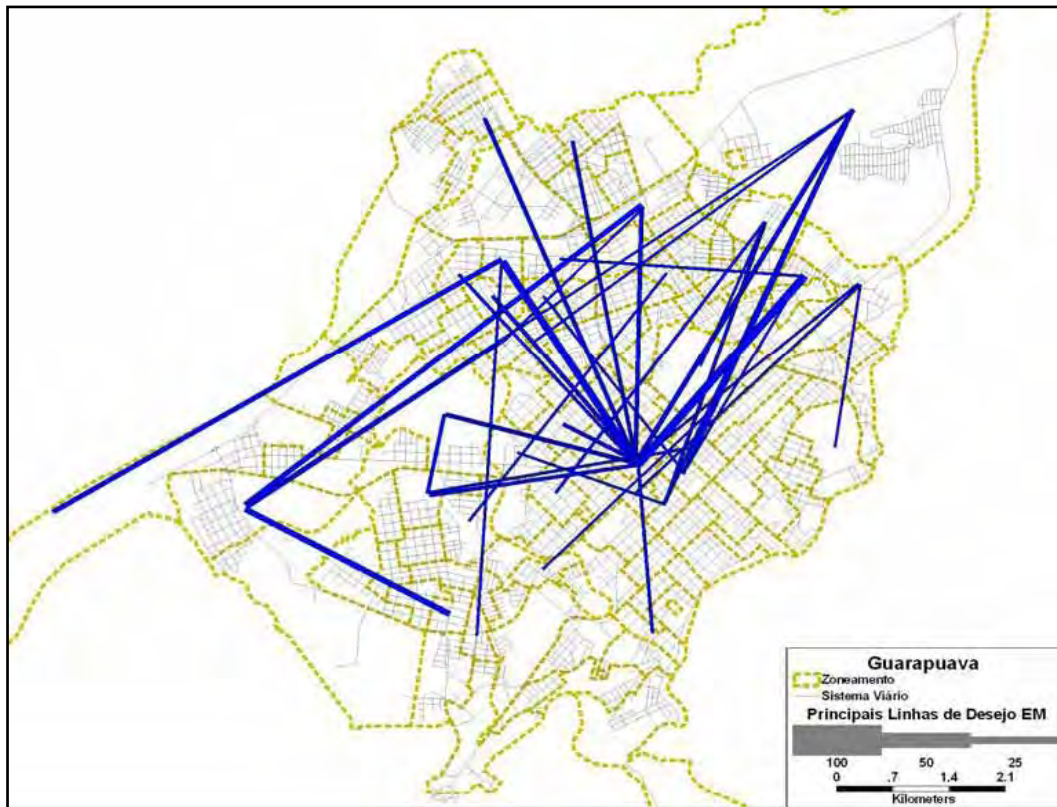 Guarapuava
Zoneamento
Sistema Viário
Principais Linhas de Desejo EM
100 50 25
0 .7 1.4 2.1
Kilometers